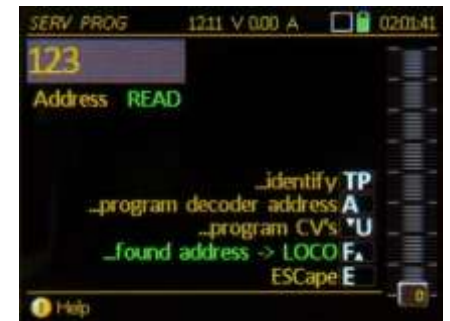 SERV PROG 12.11 V 0.00 A 02:01:41
123
Address READ
...identify TP
...program decoder address A
...program CV's ▾U
...found address -> LOCO F▴
ESCape E
Help 0